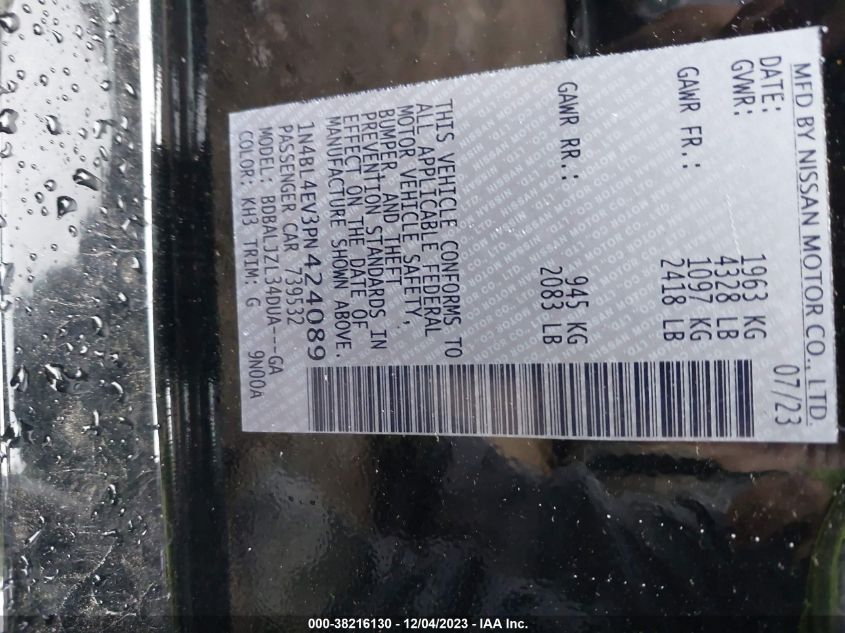 MFD BY NISSAN MOTOR CO., LTD.
DATE: 07/23
GVWR: 1963 KG
4328 LB
GAWR FR.: 1097 KG
2418 LB
GAWR RR.: 945 KG
2083 LB
THIS VEHICLE CONFORMS TO
ALL APPLICABLE FEDERAL
MOTOR VEHICLE SAFETY,
BUMPER, AND THEFT
PREVENTION STANDARDS IN
EFFECT ON THE DATE OF
MANUFACTURE SHOWN ABOVE.
1N4BL4EV3PN424089
PASSENGER CAR 739532
MODEL: BDBALJZL34DUA---GA
COLOR: KH3 TRIM: G 9N00A
000-38216130 - 12/04/2023 - IAA Inc.